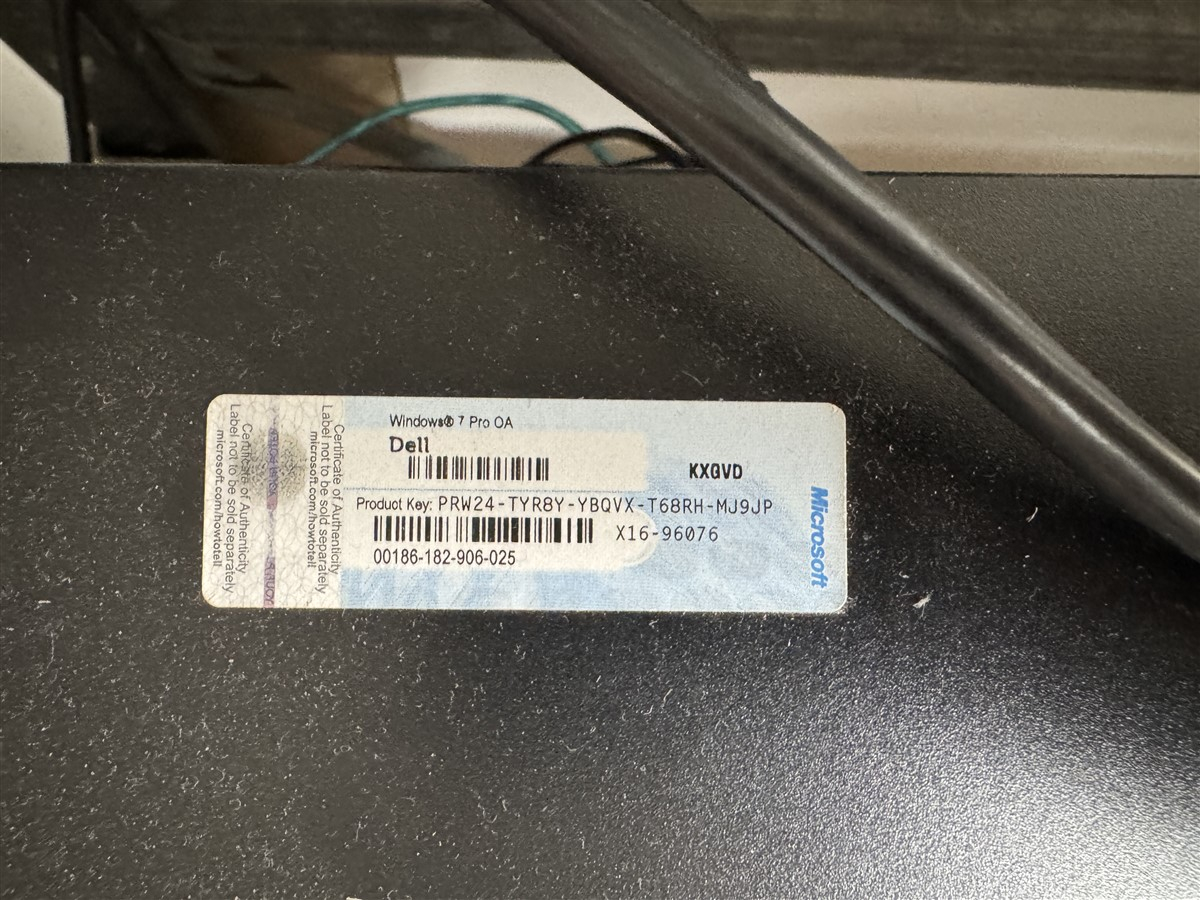 Windows® 7 Pro OA
Dell
KXGVD
Product Key: PRW24-TYR8Y-YBQVX-T68RH-MJ9JP
X16-96076
00186-182-906-025
Microsoft
Certificate of Authenticity
Label not to be sold separately
microsoft.com/howtotell
Certificate of Authenticity
Label not to be sold separately
microsoft.com/howtotell